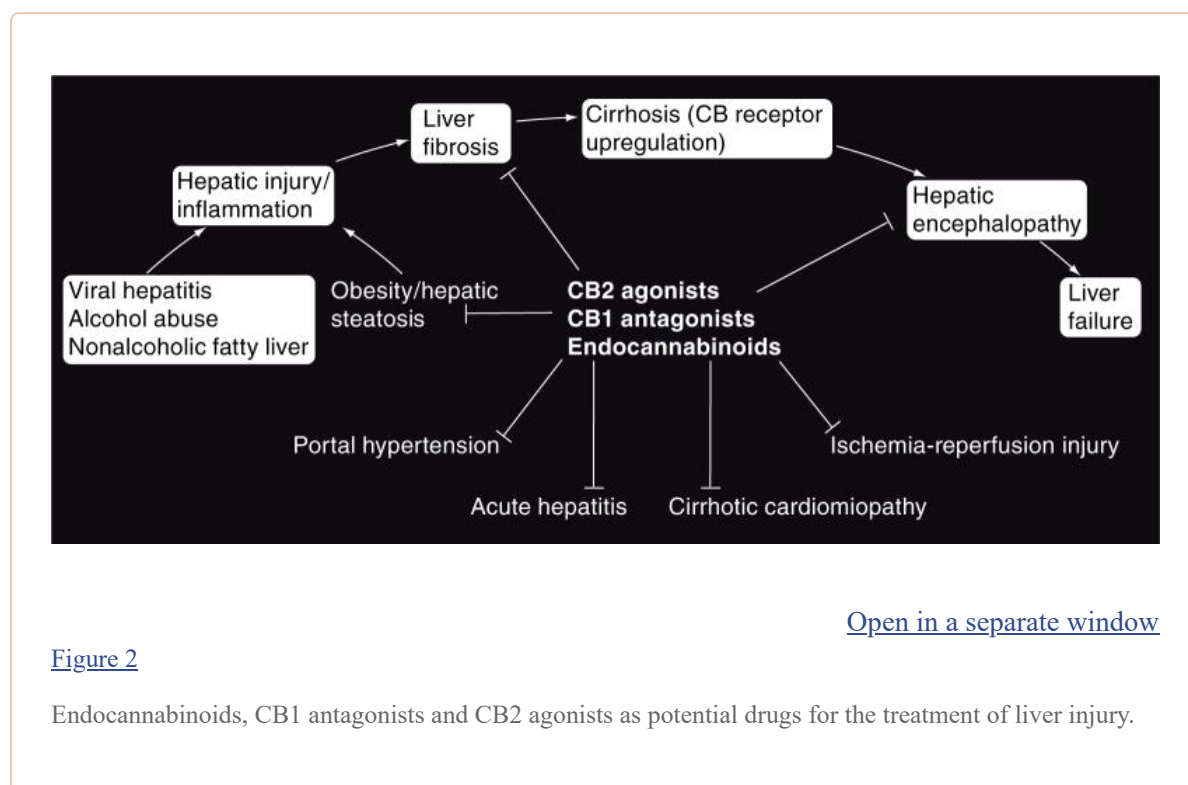 Liver
fibrosis
Cirrhosis (CB receptor
upregulation)
Hepatic injury/
inflammation
Hepatic
encephalopathy
Viral hepatitis
Alcohol abuse
Nonalcoholic fatty liver
Obesity/hepatic
steatosis
CB2 agonists
CB1 antagonists
Endocannabinoids
Liver
failure
Portal hypertension
Ischemia-reperfusion injury
Acute hepatitis
Cirrhotic cardiomiopathy
Open in a separate window
Figure 2
Endocannabinoids, CB1 antagonists and CB2 agonists as potential drugs for the treatment of liver injury.